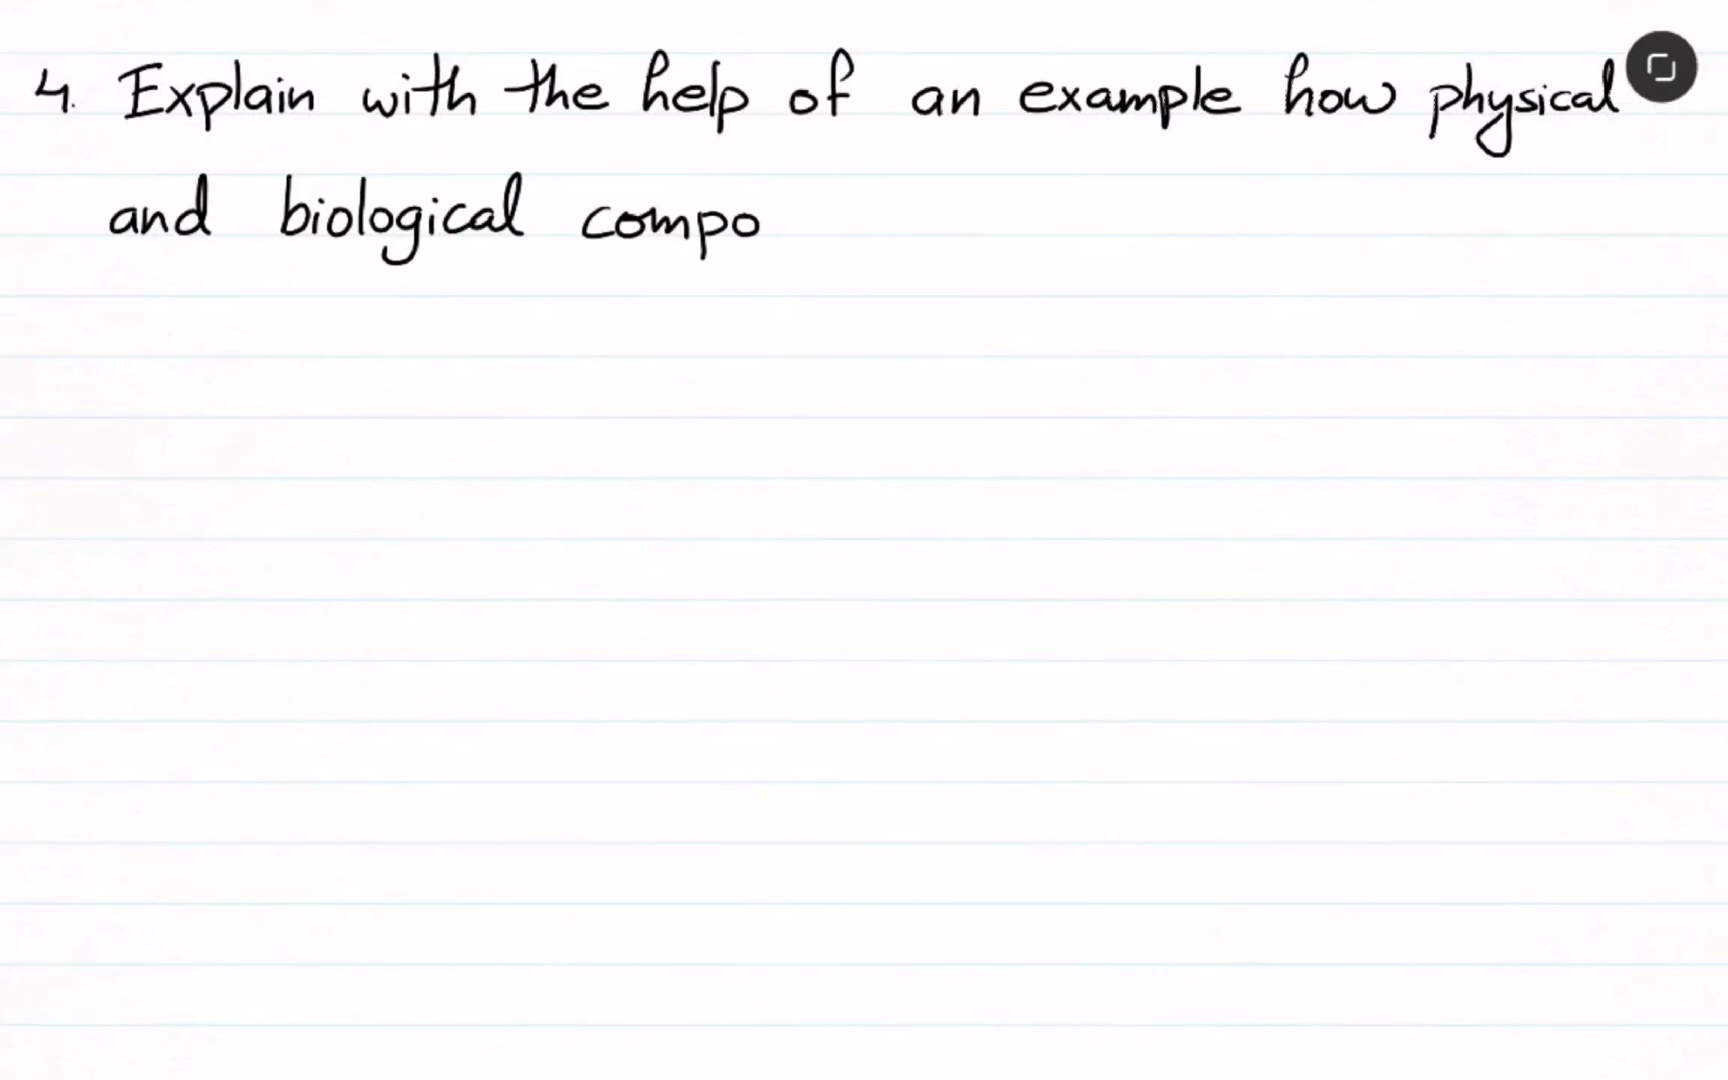 4. Explain with the help of an example how physical
and biological compo